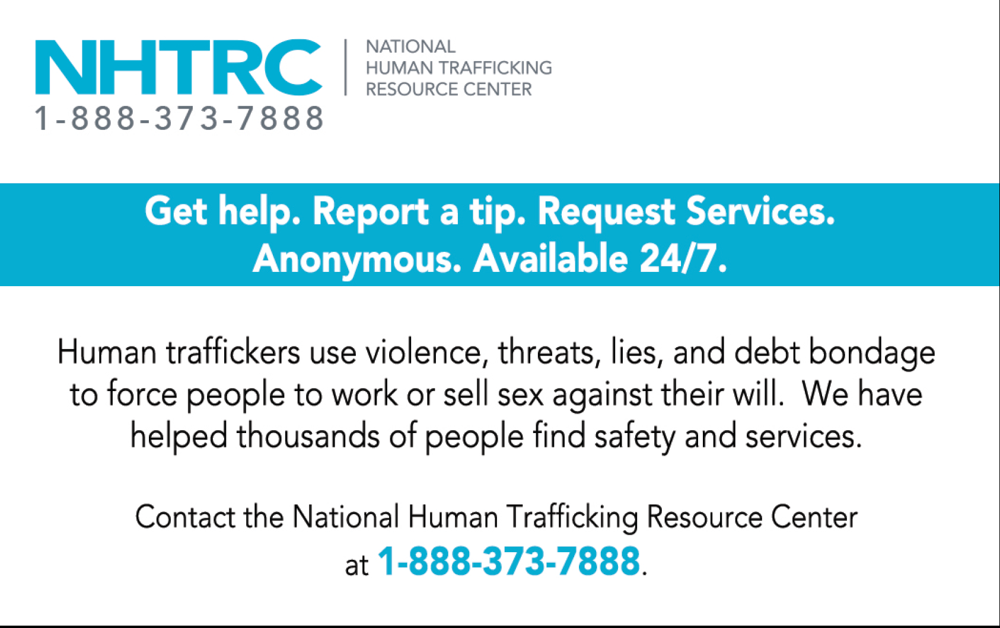 NHTRC
1-888-373-7888
NATIONAL
HUMAN TRAFFICKING
RESOURCE CENTER
Get help. Report a tip. Request Services.
Anonymous. Available 24/7.
Human traffickers use violence, threats, lies, and debt bondage
to force people to work or sell sex against their will.  We have
helped thousands of people find safety and services.
Contact the National Human Trafficking Resource Center
at 1-888-373-7888.